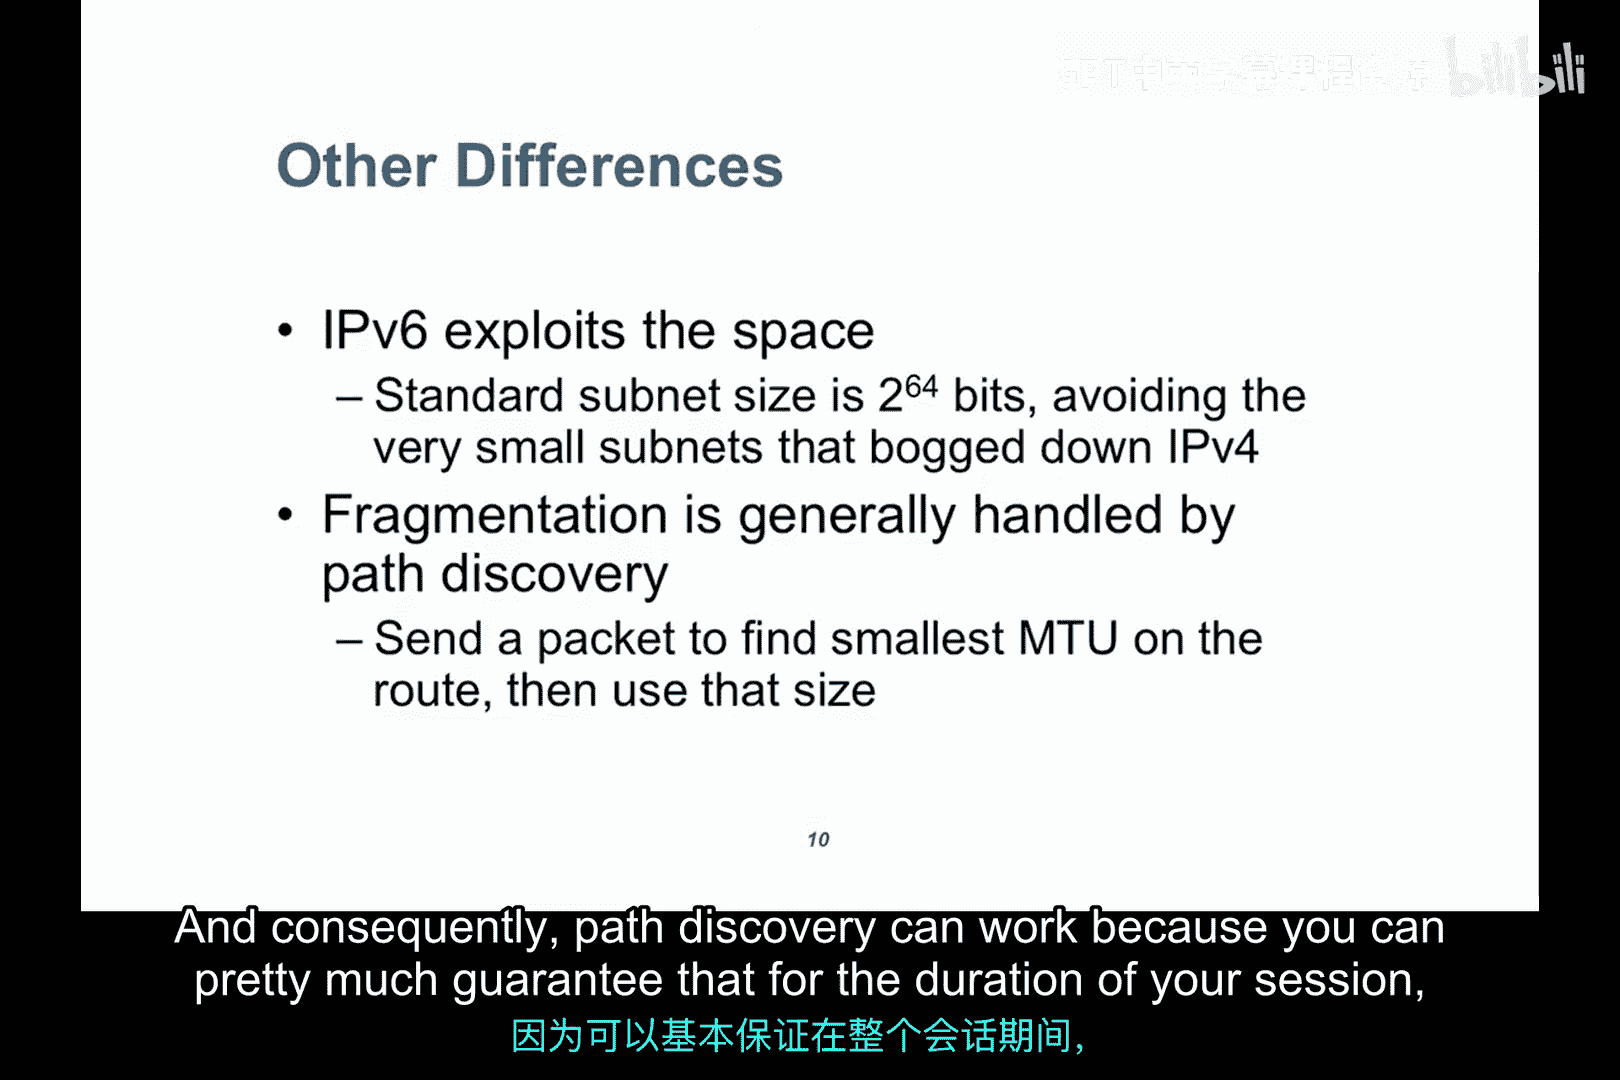 bilibili
Other Differences
• IPv6 exploits the space
– Standard subnet size is 2⁶⁴ bits, avoiding the
very small subnets that bogged down IPv4
• Fragmentation is generally handled by
path discovery
– Send a packet to find smallest MTU on the
route, then use that size
10
And consequently, path discovery can work because you can
pretty much guarantee that for the duration of your session,
因为可以基本保证在整个会话期间，